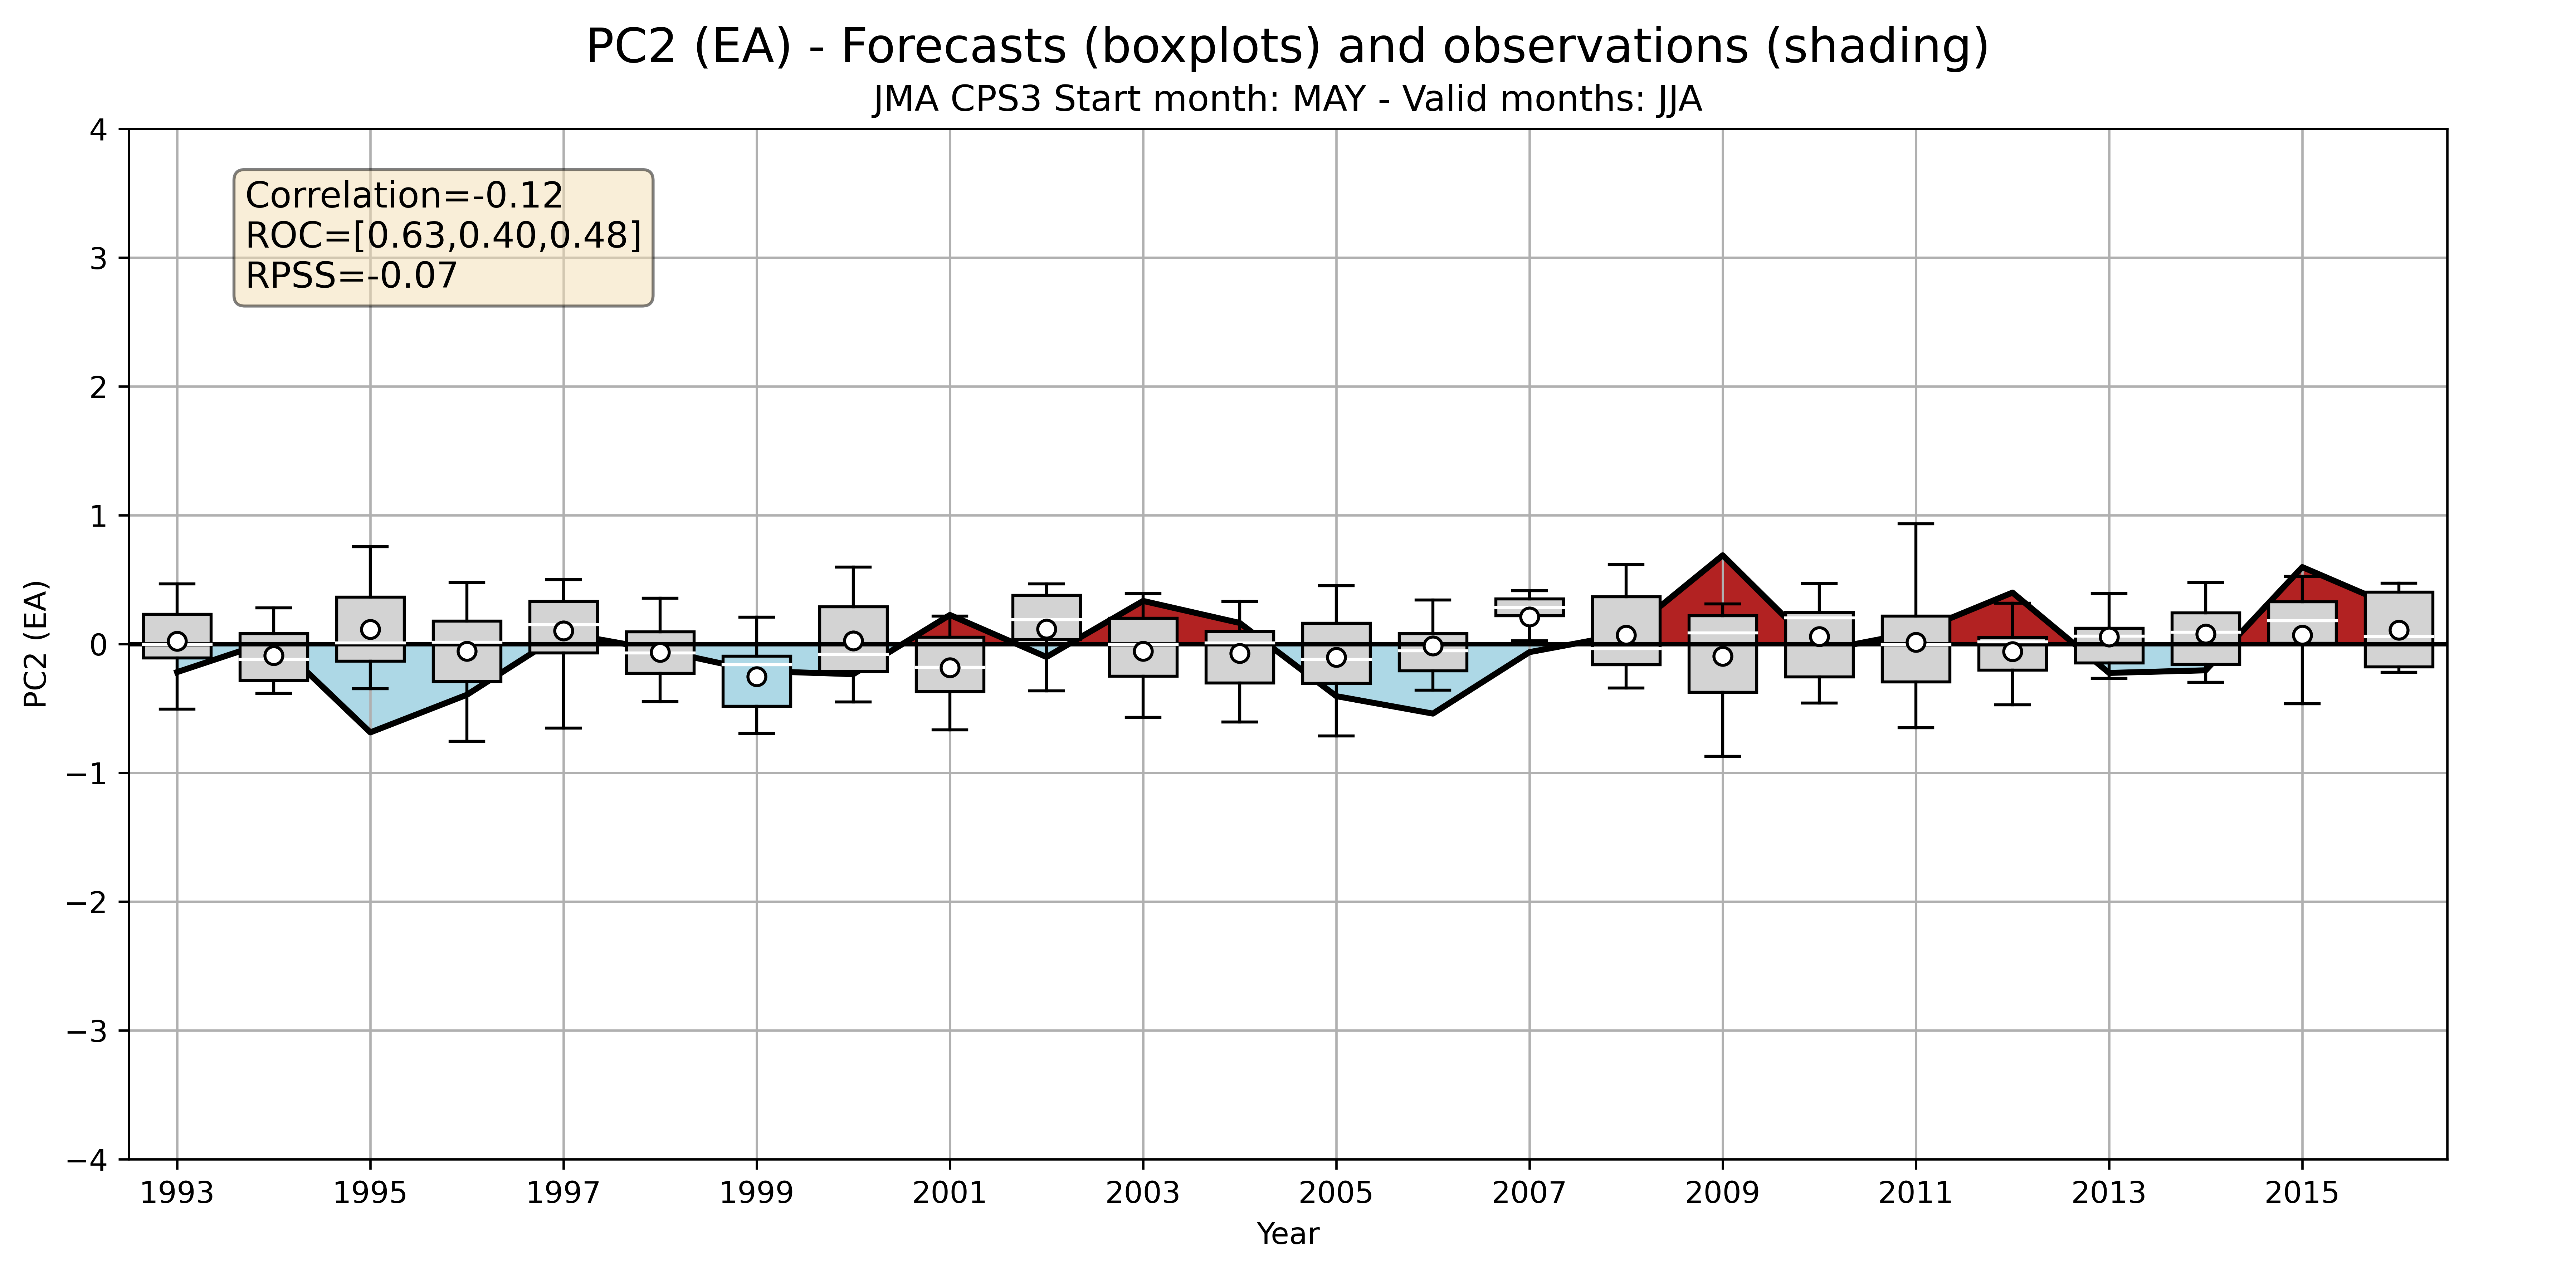 PC2 (EA) - Forecasts (boxplots) and observations (shading)
JMA CPS3 Start month: MAY - Valid months: JJA
Correlation=-0.12
ROC=[0.63,0.40,0.48]
RPSS=-0.07
PC2 (EA)
4
3
2
1
0
−1
−2
−3
−4
1993 1995 1997 1999 2001 2003 2005 2007 2009 2011 2013 2015
Year